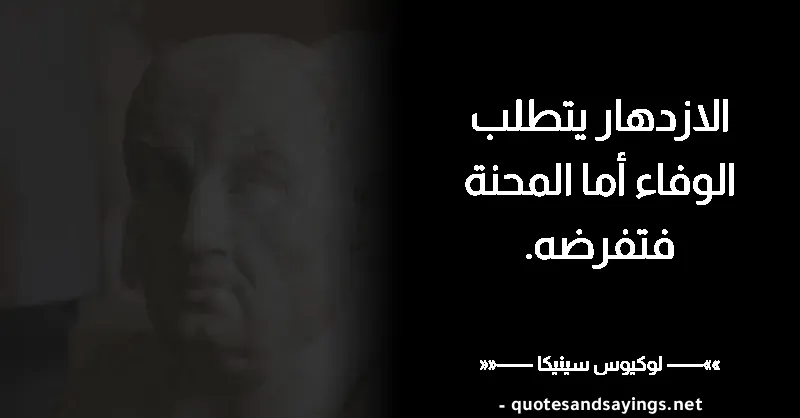 الازدهار يتطلب
الوفاء أما المحنة
فتفرضه.
»»—— لوكيوس سينيكا ——««
- quotesandsayings.net